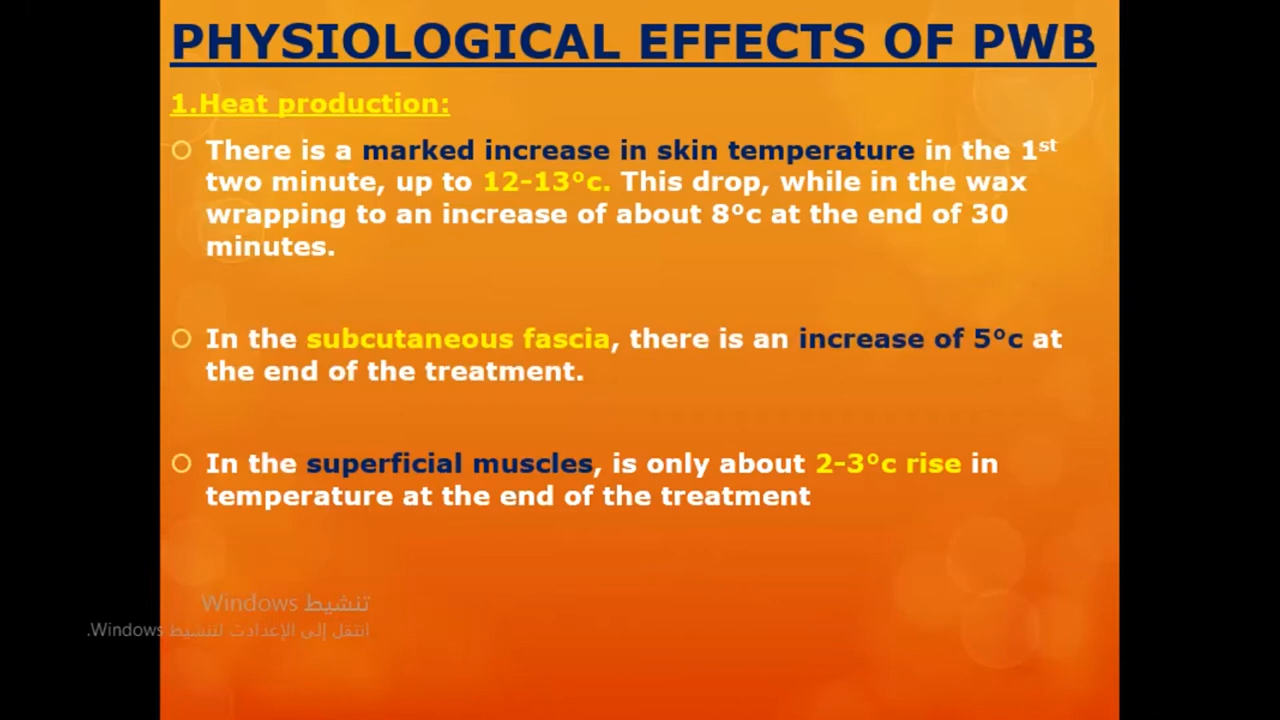 PHYSIOLOGICAL EFFECTS OF PWB
1.Heat production:
There is a marked increase in skin temperature in the 1st
two minute, up to 12-13°c. This drop, while in the wax
wrapping to an increase of about 8°c at the end of 30
minutes.
In the subcutaneous fascia, there is an increase of 5°c at
the end of the treatment.
In the superficial muscles, is only about 2-3°c rise in
temperature at the end of the treatment
تنشيط Windows
انتقل إلى الإعدادت لتنشيط Windows.